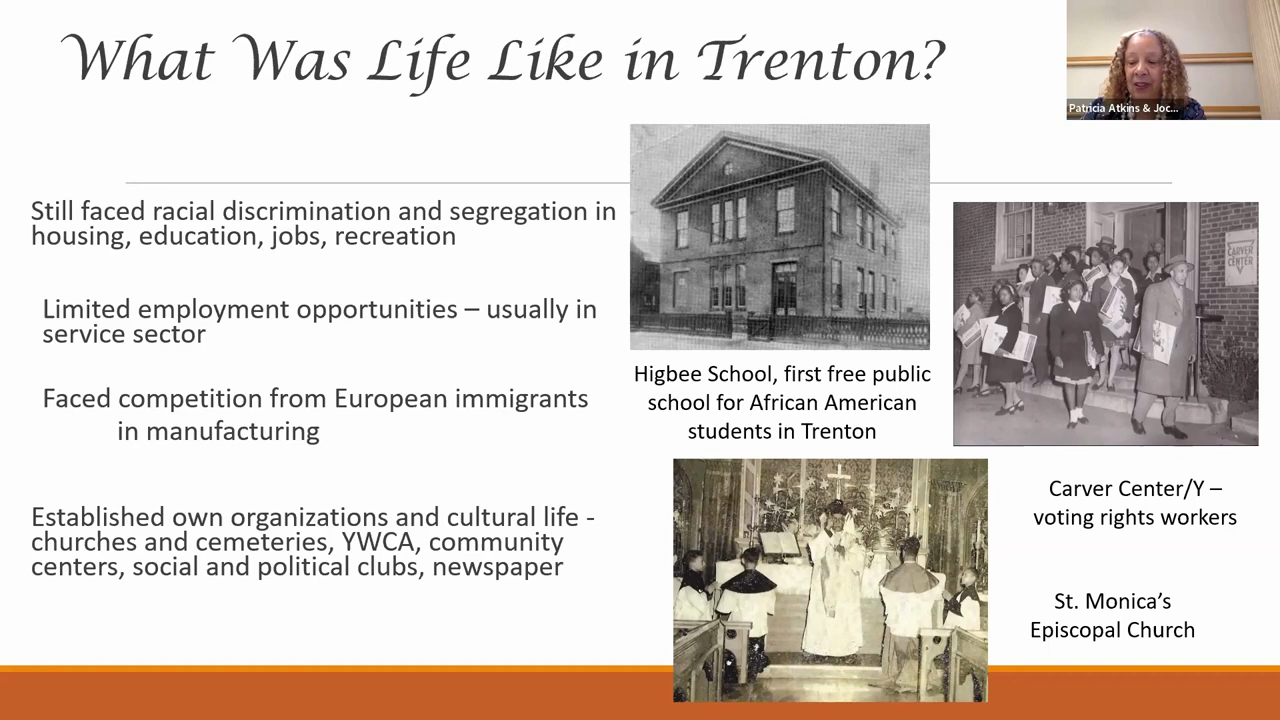 What Was Life Like in Trenton?
Patricia Atkins & Joc...
Still faced racial discrimination and segregation in
housing, education, jobs, recreation
Limited employment opportunities – usually in
service sector
Faced competition from European immigrants
in manufacturing
Established own organizations and cultural life -
churches and cemeteries, YWCA, community
centers, social and political clubs, newspaper
Higbee School, first free public
school for African American
students in Trenton
CARVER
CENTER
Carver Center/Y –
voting rights workers
St. Monica’s
Episcopal Church